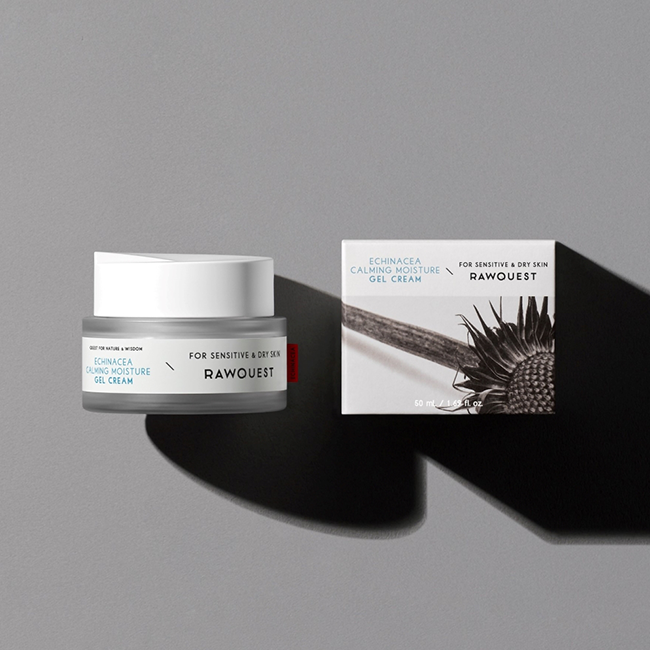 QUEST FOR NATURE & WISDOM
ECHINACEA
CALMING MOISTURE
GEL CREAM
\
FOR SENSITIVE & DRY SKIN
RAWQUEST
ECHINACEA
CALMING MOISTURE
GEL CREAM
\
FOR SENSITIVE & DRY SKIN
RAWQUEST
50 mL / 1.69 fl. oz.